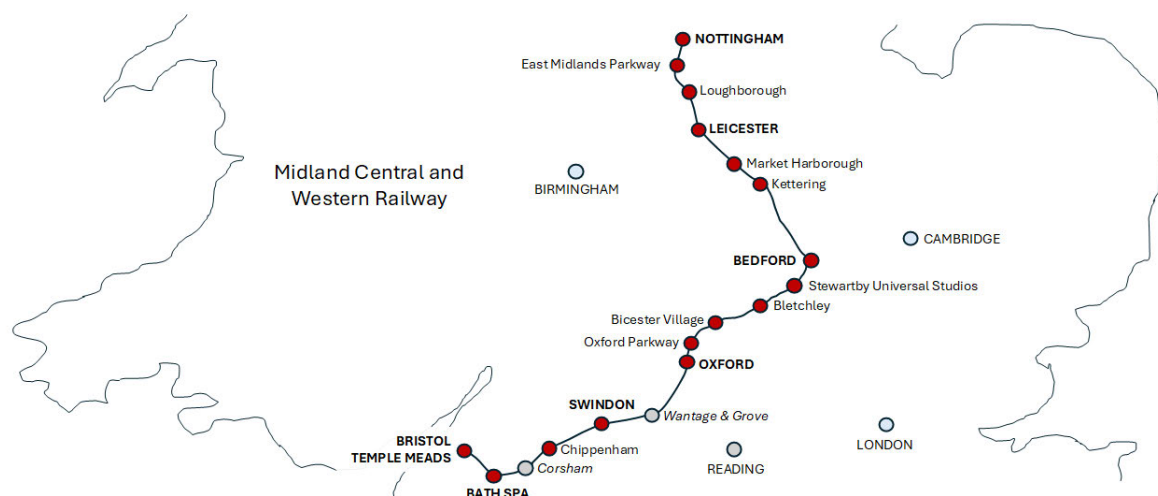 NOTTINGHAM
East Midlands Parkway
Loughborough
LEICESTER
Midland Central and
Western Railway
Market Harborough
BIRMINGHAM
Kettering
CAMBRIDGE
BEDFORD
Stewartby Universal Studios
Bletchley
Bicester Village
Oxford Parkway
OXFORD
SWINDON
Wantage & Grove
BRISTOL
TEMPLE MEADS
Chippenham
LONDON
Corsham
READING
BATH SPA